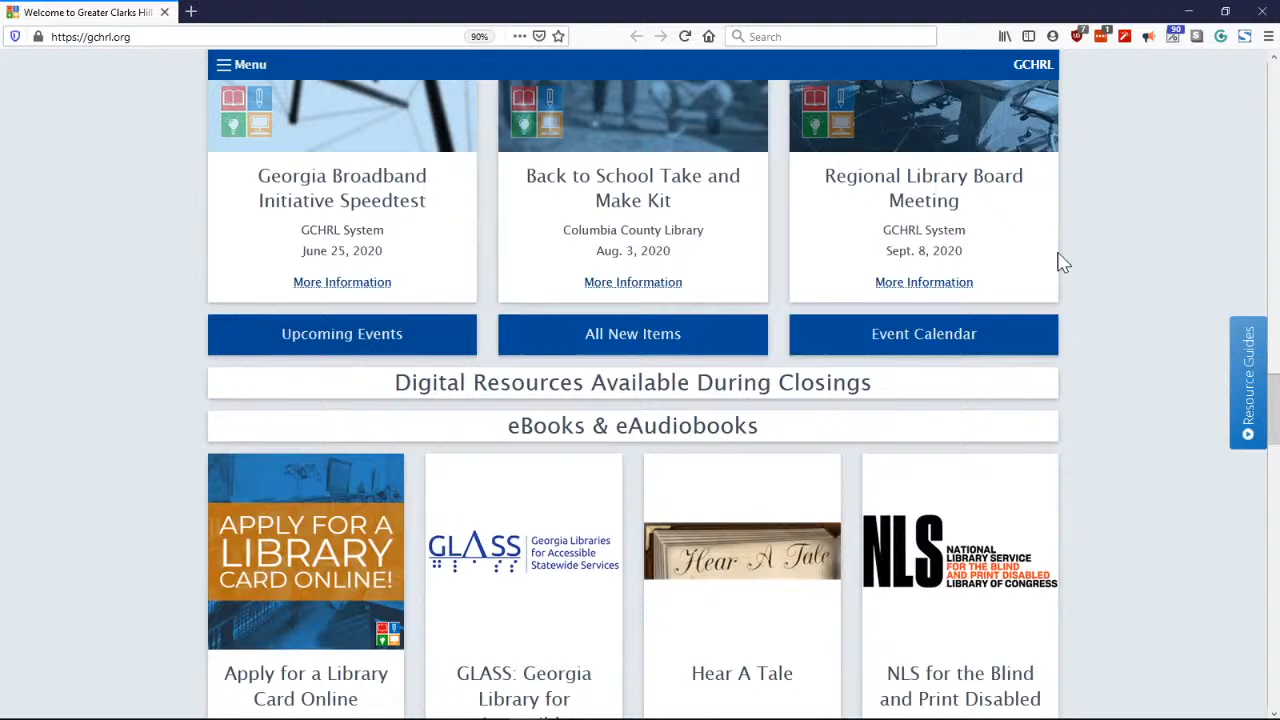 Welcome to Greater Clarks Hill
https://gchrl.org
90%
Search
7
1
90
Menu
GCHRL
Georgia Broadband
Initiative Speedtest
GCHRL System
June 25, 2020
More Information
Back to School Take and
Make Kit
Columbia County Library
Aug. 3, 2020
More Information
Regional Library Board
Meeting
GCHRL System
Sept. 8, 2020
More Information
Upcoming Events
All New Items
Event Calendar
Resource Guides
Digital Resources Available During Closings
eBooks & eAudiobooks
APPLY FOR A
LIBRARY
CARD ONLINE!
GLASS
Georgia Libraries
for Accessible
Statewide Services
Hear A Tale
NLS
NATIONAL
LIBRARY SERVICE
FOR THE BLIND
AND PRINT DISABLED
LIBRARY OF CONGRESS
Apply for a Library
Card Online
GLASS: Georgia
Library for
Hear A Tale
NLS for the Blind
and Print Disabled